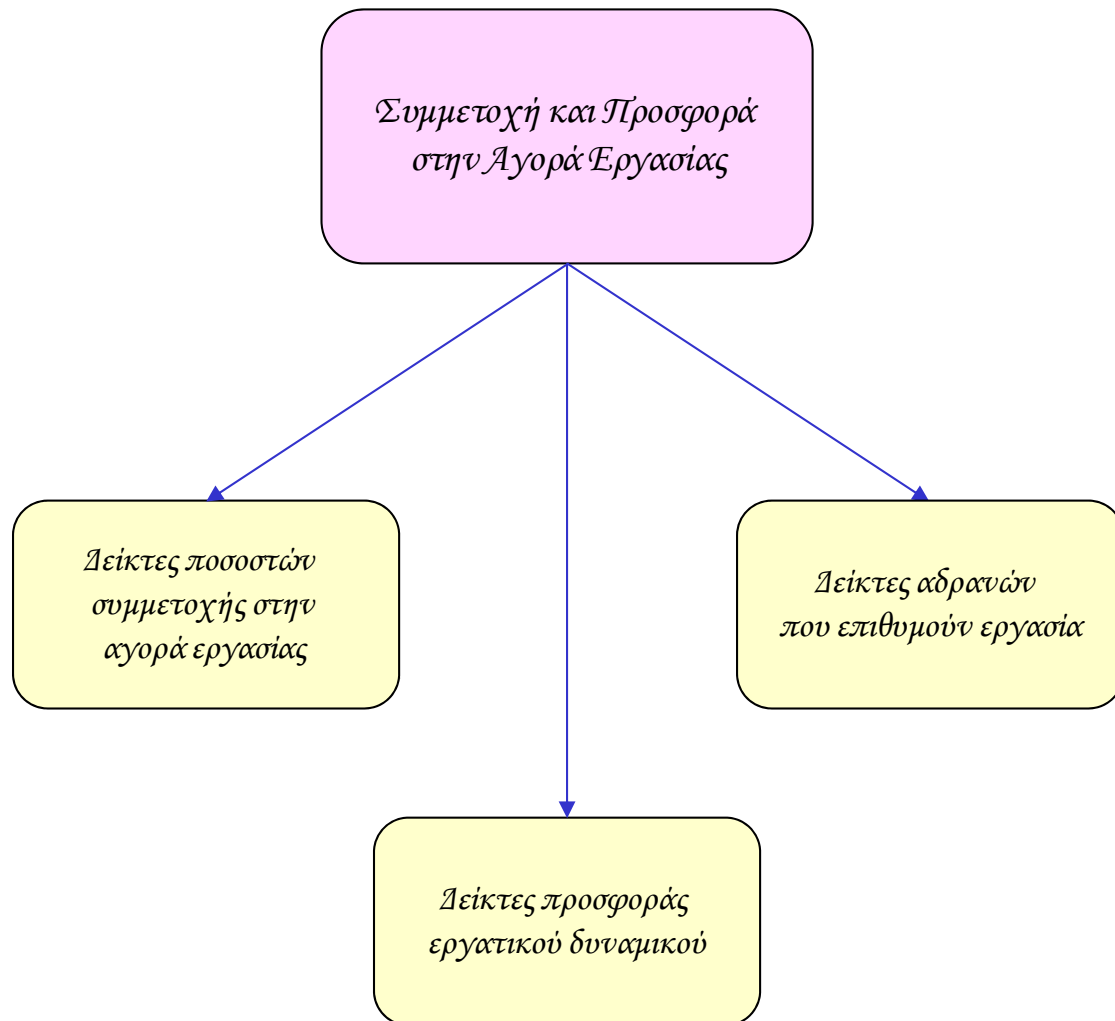 Συμμετοχή και Προσφορά
στην Αγορά Εργασίας
Δείκτες ποσοστών
συμμετοχής στην
αγορά εργασίας
Δείκτες αδρανών
που επιθυμούν εργασία
Δείκτες προσφοράς
εργατικού δυναμικού